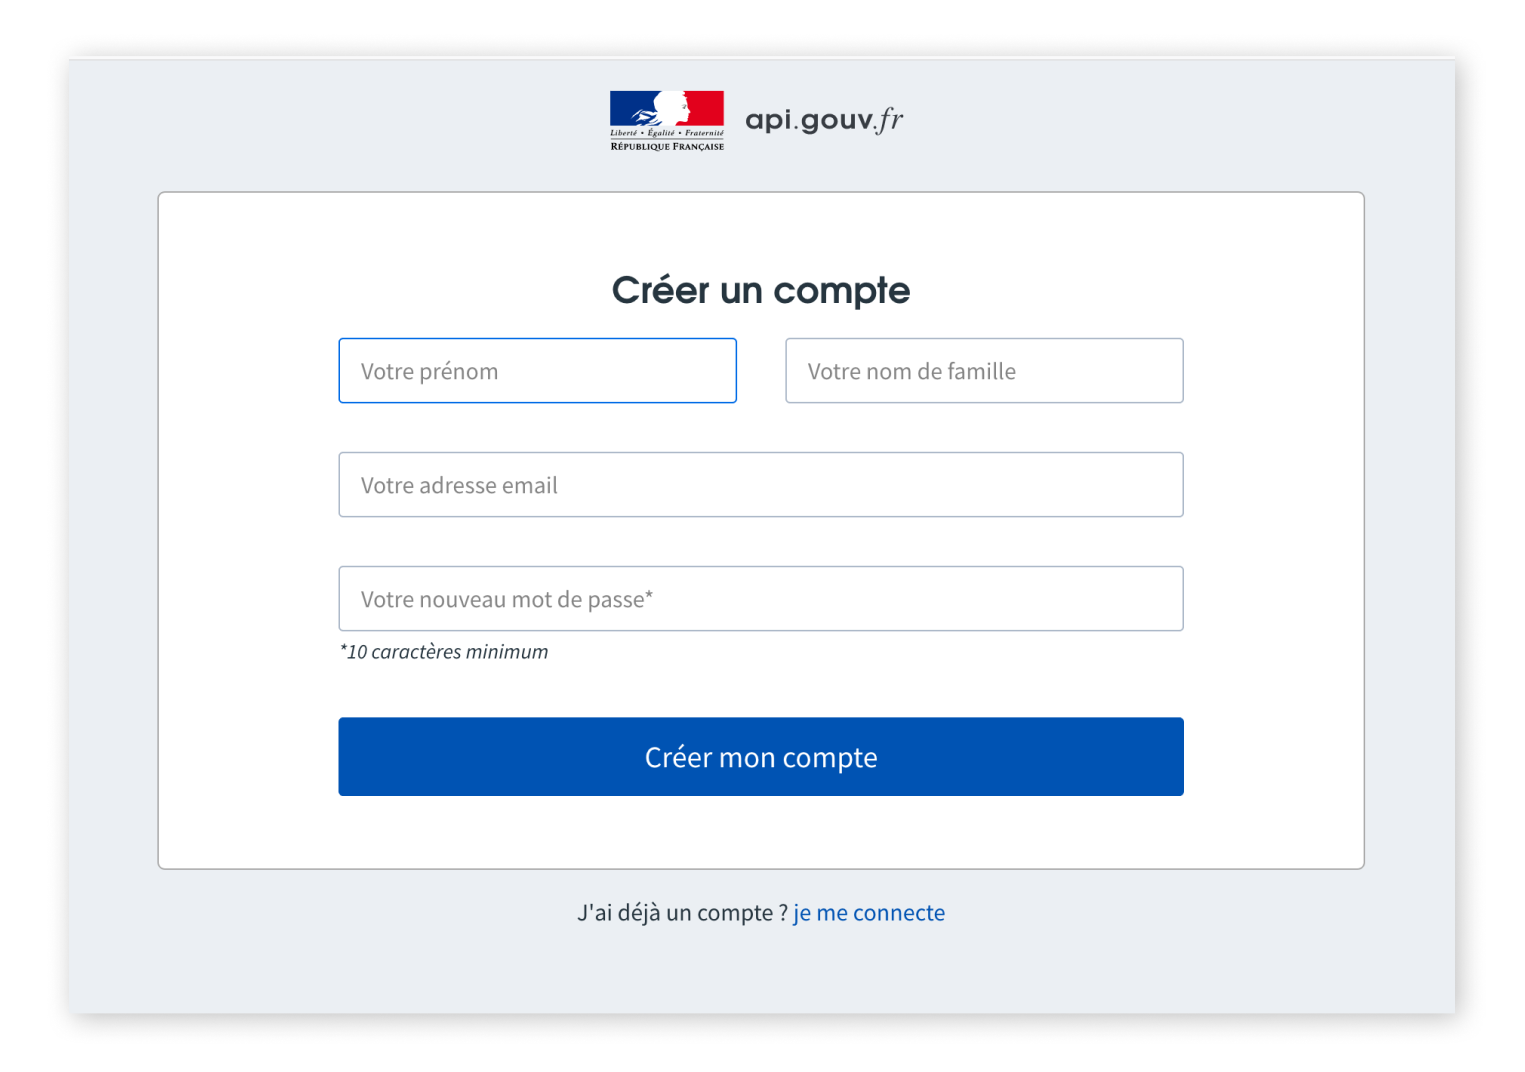 Liberté • Égalité • Fraternité
RÉPUBLIQUE FRANÇAISE
api.gouv.fr
Créer un compte
Votre prénom
Votre nom de famille
Votre adresse email
Votre nouveau mot de passe*
*10 caractères minimum
Créer mon compte
J'ai déjà un compte ? je me connecte